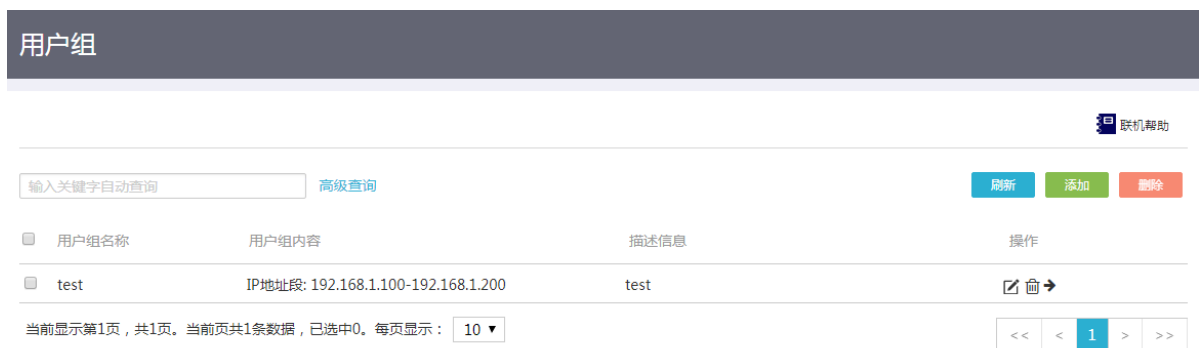 用户组
联机帮助
输入关键字自动查询 高级查询 刷新 添加 删除
用户组名称 用户组内容 描述信息 操作
test IP地址段: 192.168.1.100-192.168.1.200 test
当前显示第1页，共1页。当前页共1条数据，已选中0。每页显示： 10 << < 1 > >>